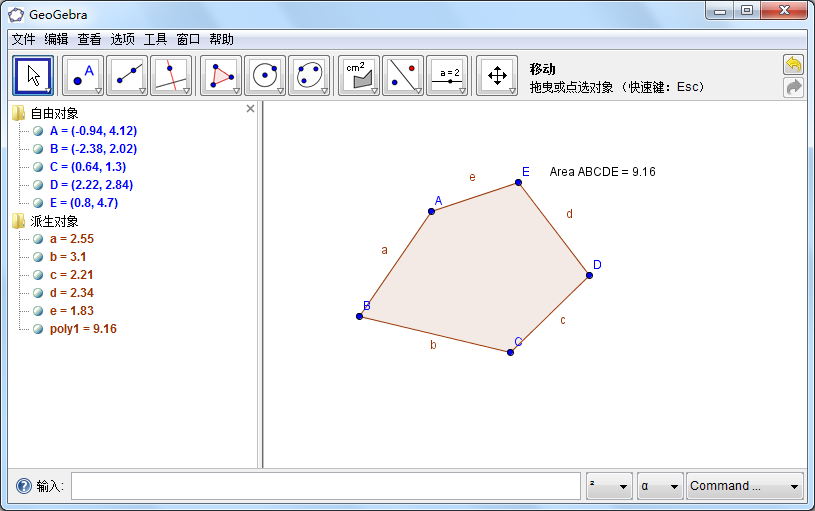 GeoGebra
文件 编辑 查看 选项 工具 窗口 帮助
A
cm²
a = 2
移动
拖曳或点选对象（快速键：Esc）
自由对象
A = (-0.94, 4.12)
B = (-2.38, 2.02)
C = (0.64, 1.3)
D = (2.22, 2.84)
E = (0.8, 4.7)
派生对象
a = 2.55
b = 3.1
c = 2.21
d = 2.34
e = 1.83
poly1 = 9.16
e
E
Area ABCDE = 9.16
A
d
a
D
B
c
b
C
输入:
²
α
Command ...